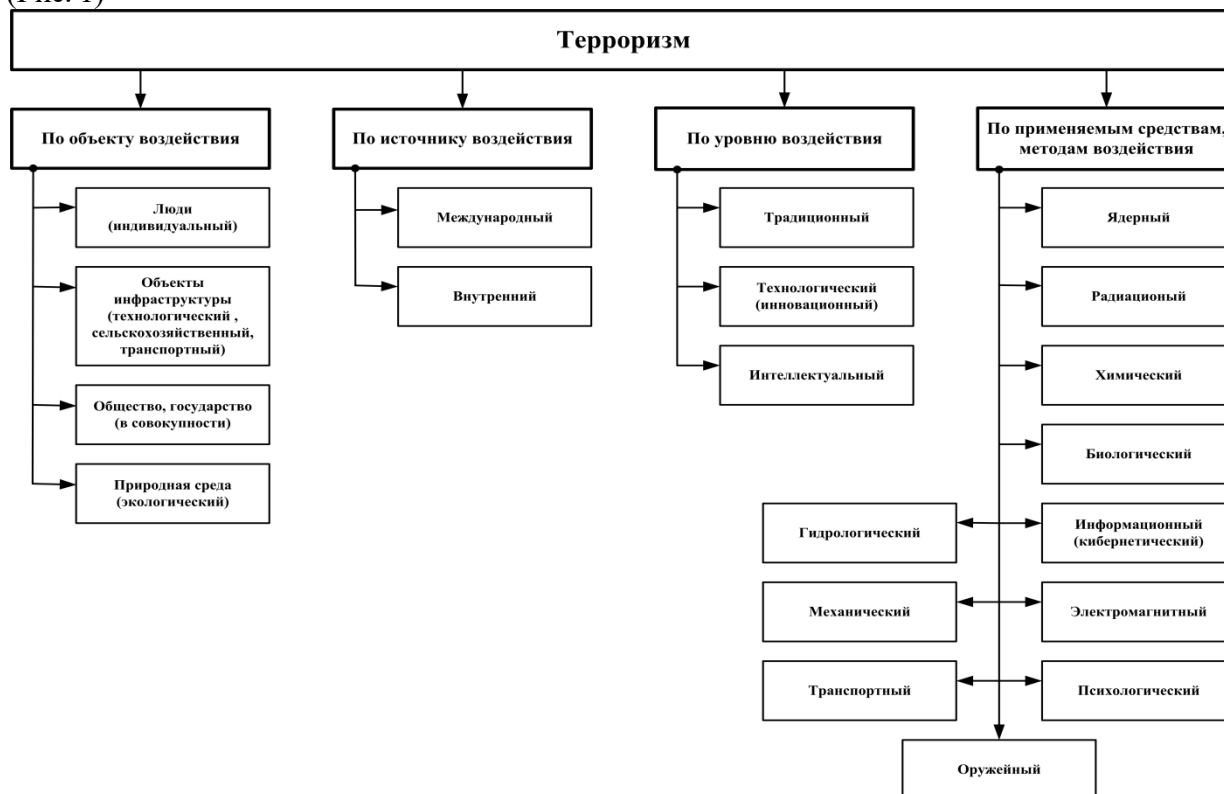 (Рис. 1)
Терроризм
По объекту воздействия
Люди
(индивидуальный)
Объекты
инфраструктуры
(технологический ,
сельскохозяйственный,
транспортный)
Общество, государство
(в совокупности)
Природная среда
(экологический)
По источнику воздействия
Международный
Внутренний
По уровню воздействия
Традиционный
Технологический
(инновационный)
Интеллектуальный
По применяемым средствам,
методам воздействия
Ядерный
Радиационый
Химический
Биологический
Гидрологический
Информационный
(кибернетический)
Механический
Электромагнитный
Транспортный
Психологический
Оружейный